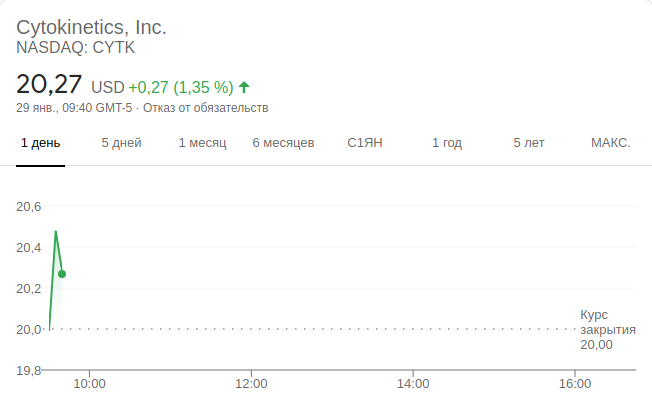 Cytokinetics, Inc.
NASDAQ: CYTK
20,27 USD +0,27 (1,35 %)
29 янв., 09:40 GMT-5 · Отказ от обязательств
1 день 5 дней 1 месяц 6 месяцев С1ЯН 1 год 5 лет МАКС.
20,6
20,4
20,2
20,0
19,8
Курс
закрытия
20,00
10:00 12:00 14:00 16:00